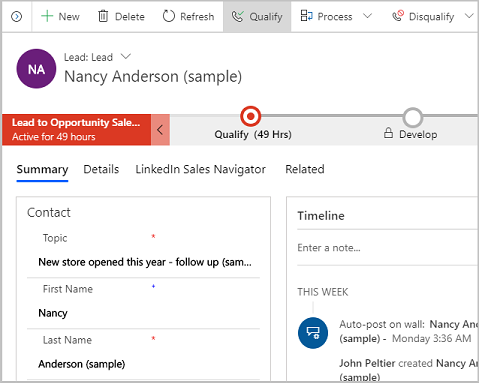 New Delete Refresh Qualify Process Disqualify
NA
Lead: Lead
Nancy Anderson (sample)
Lead to Opportunity Sale...
Active for 49 hours
Qualify (49 Hrs)
Develop
Summary Details LinkedIn Sales Navigator Related
Contact
Topic *
New store opened this year - follow up (sam...
First Name *
Nancy
Last Name *
Anderson (sample)
Timeline
Enter a note...
THIS WEEK
Auto-post on wall: Nancy And
(sample) - Monday 3:36 AM
John Peltier created Nancy A
(sample)